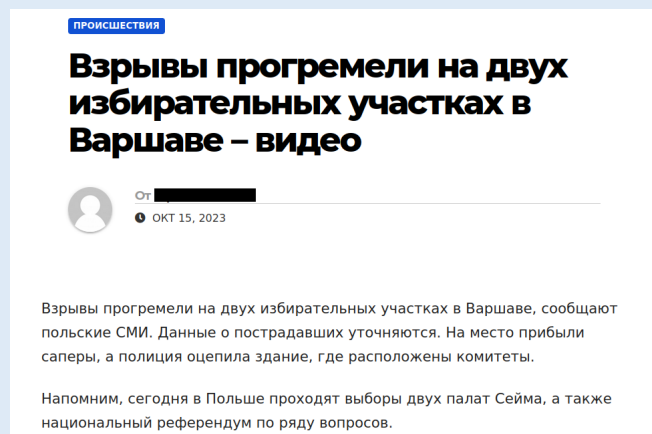 ПРОИСШЕСТВИЯ
Взрывы прогремели на двух
избирательных участках в
Варшаве – видео
От
ОКТ 15, 2023
Взрывы прогремели на двух избирательных участках в Варшаве, сообщают
польские СМИ. Данные о пострадавших уточняются. На место прибыли
саперы, а полиция оцепила здание, где расположены комитеты.
Напомним, сегодня в Польше проходят выборы двух палат Сейма, а также
национальный референдум по ряду вопросов.